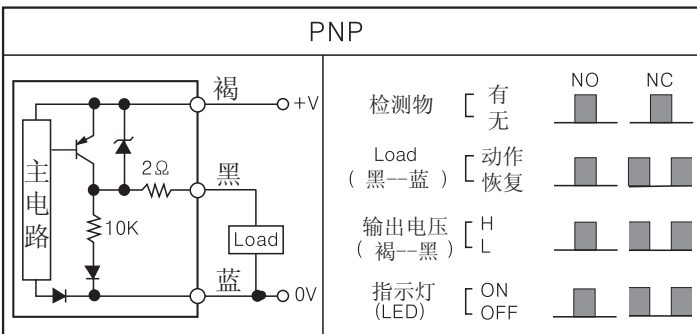 PNP
褐
+V
主电路
2Ω
黑
10K
Load
蓝
0V
NO NC
检测物 [ 有
无
Load [ 动作
( 黑--蓝 ) 恢复
输出电压 [ H
( 褐--黑 ) L
指示灯 [ ON
(LED) OFF